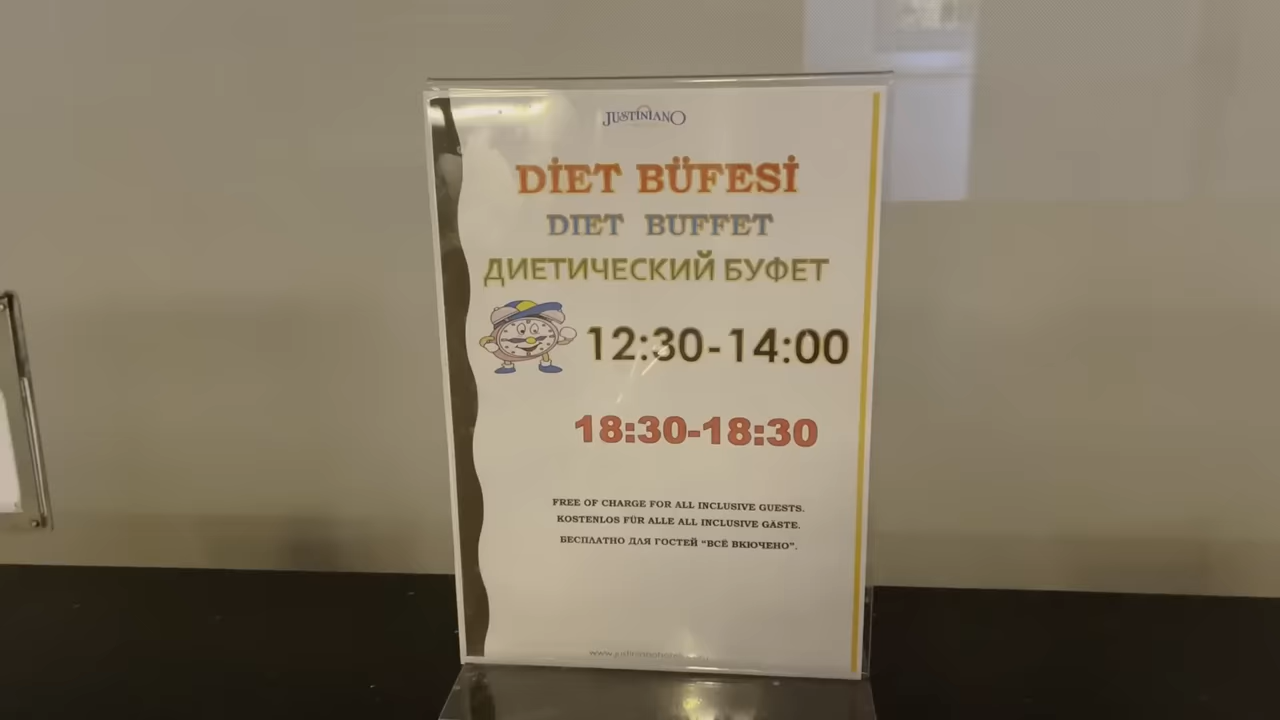 JUSTINIANO
DİET BÜFESİ
DIET BUFFET
ДИЕТИЧЕСКИЙ БУФЕТ
12:30-14:00
18:30-18:30
FREE OF CHARGE FOR ALL INCLUSIVE GUESTS.
KOSTENLOS FÜR ALLE ALL INCLUSIVE GÄSTE.
БЕСПЛАТНО ДЛЯ ГОСТЕЙ "ВСЁ ВКЮЧЕНО".